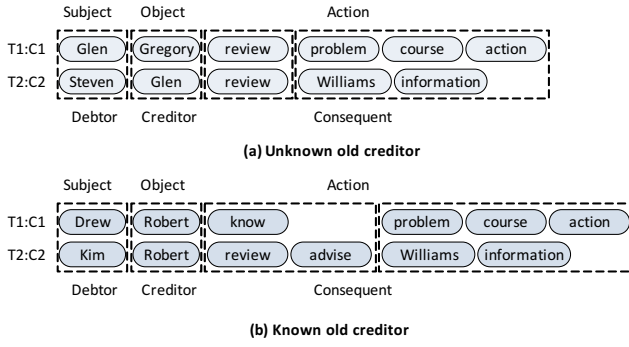 Subject Object Action
T1:C1 Glen Gregory review problem course action
T2:C2 Steven Glen review Williams information
Debtor Creditor Consequent
(a) Unknown old creditor
Subject Object Action
T1:C1 Drew Robert know problem course action
T2:C2 Kim Robert review advise Williams information
Debtor Creditor Consequent
(b) Known old creditor